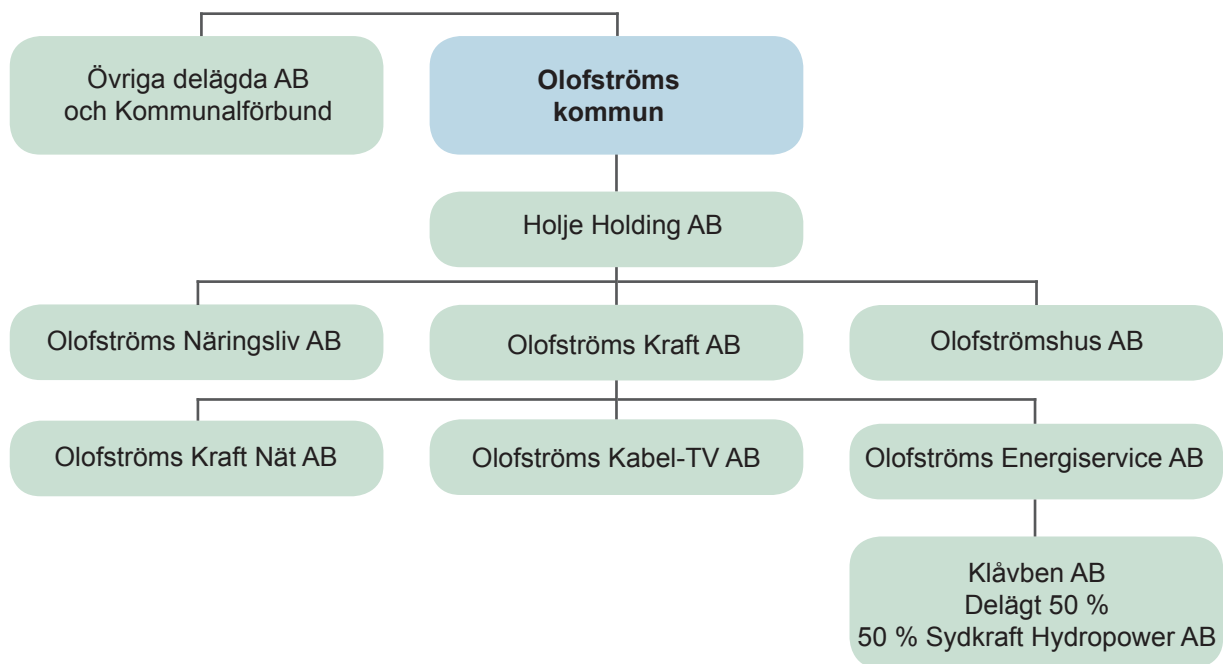 Övriga delägda AB
och Kommunalförbund
Olofströms
kommun
Holje Holding AB
Olofströms Näringsliv AB
Olofströms Kraft AB
Olofströmshus AB
Olofströms Kraft Nät AB
Olofströms Kabel-TV AB
Olofströms Energiservice AB
Klåvben AB
Delägt 50 %
50 % Sydkraft Hydropower AB